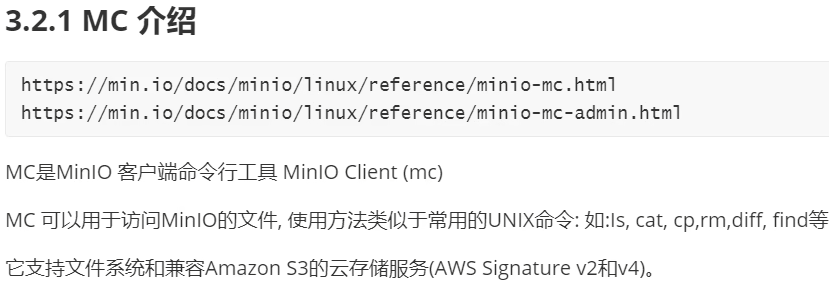 3.2.1 MC 介绍
https://min.io/docs/minio/linux/reference/minio-mc.html
https://min.io/docs/minio/linux/reference/minio-mc-admin.html
MC是MinIO 客户端命令行工具 MinIO Client (mc)
MC 可以用于访问MinIO的文件, 使用方法类似于常用的UNIX命令: 如:ls, cat, cp,rm,diff, find等
它支持文件系统和兼容Amazon S3的云存储服务(AWS Signature v2和v4)。